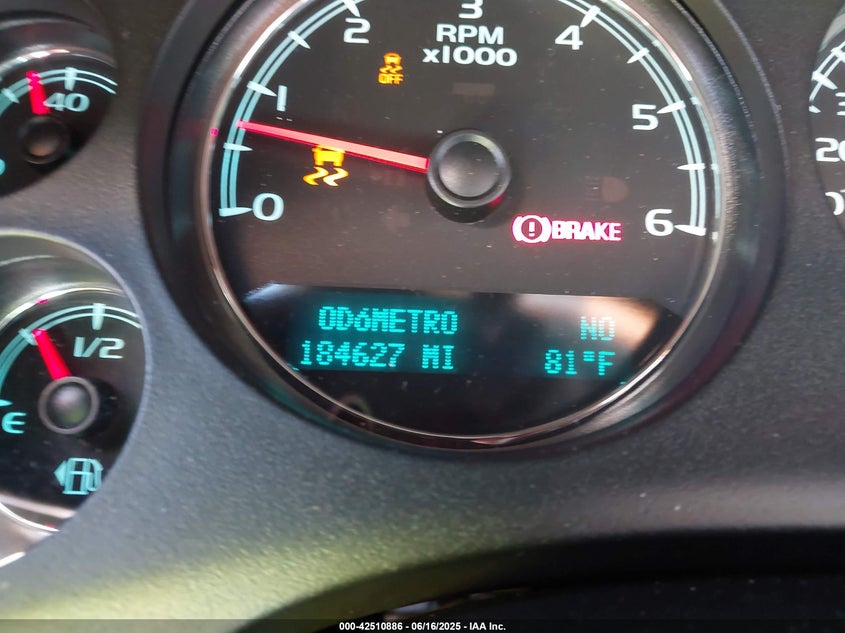 3
2
4
RPM
x1000
OFF
1
5
40
0
6
BRAKE
20
OD6METRO NO
184627 MI 81°F
1/2
E
000-42510886 - 06/16/2025 - IAA Inc.